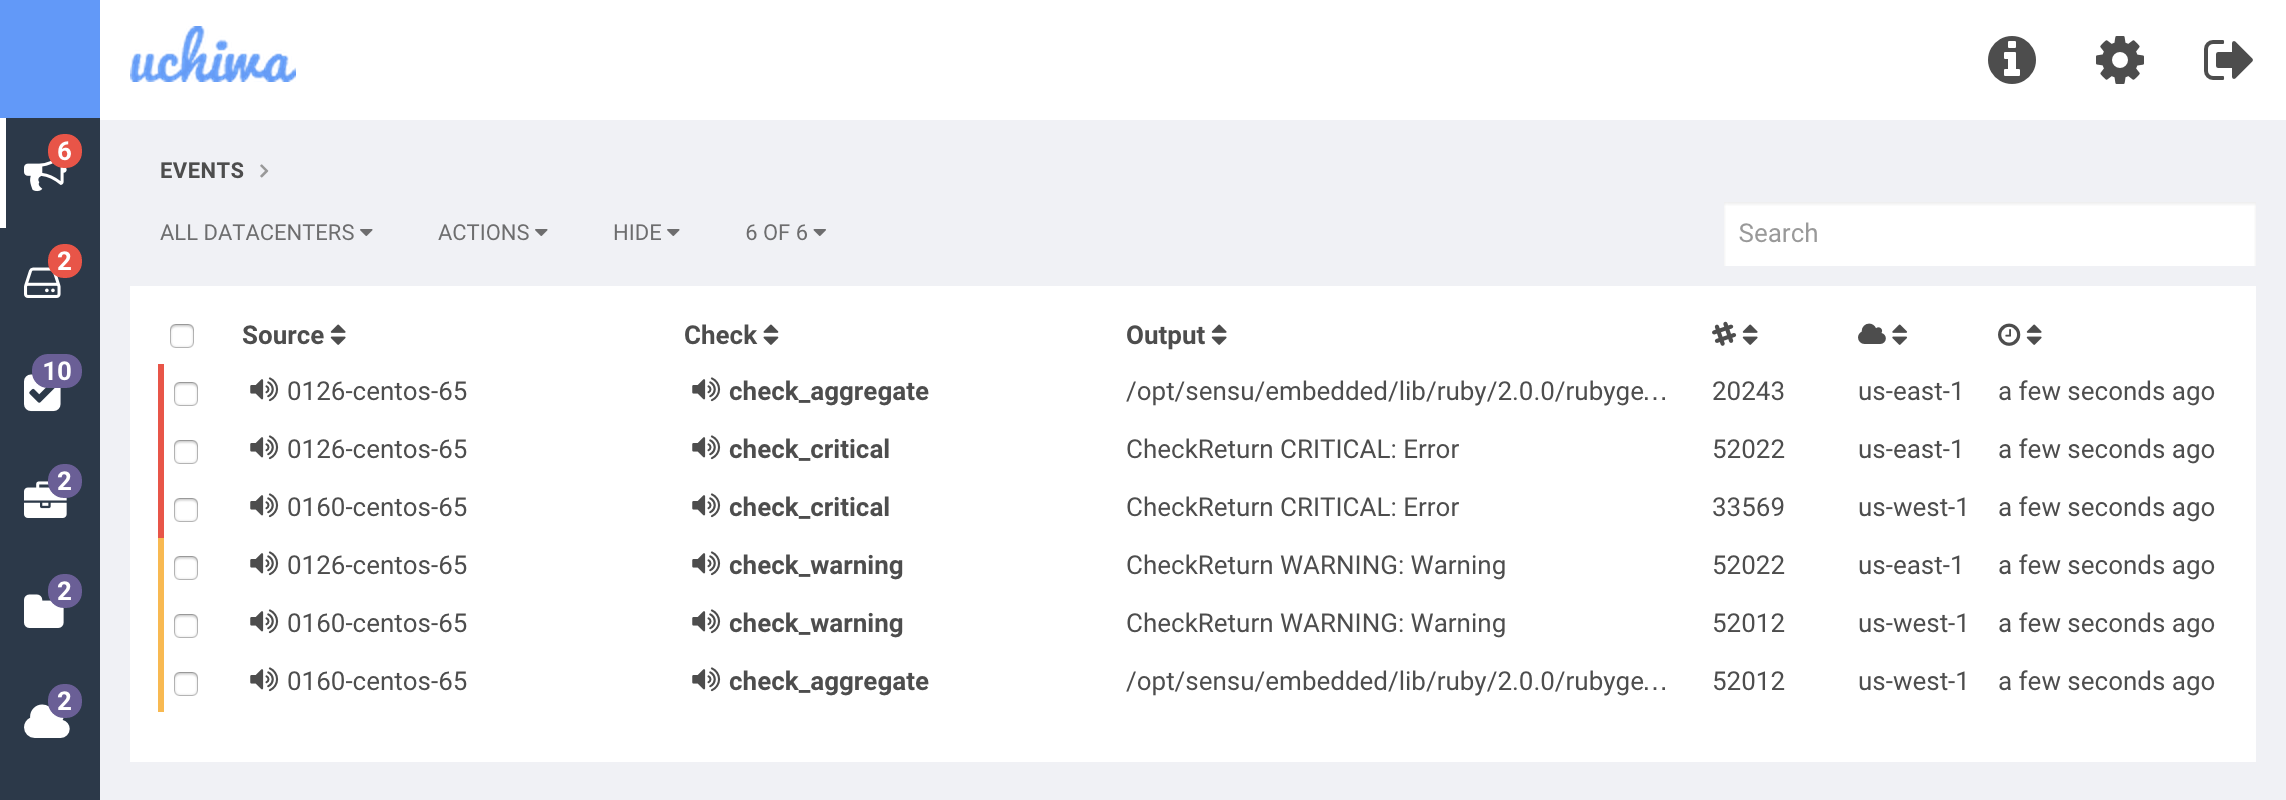 uchiwa
6
EVENTS
ALL DATACENTERS ACTIONS HIDE 6 OF 6 Search
2
Source Check Output
10
0126-centos-65 check_aggregate /opt/sensu/embedded/lib/ruby/2.0.0/rubyge... 20243 us-east-1 a few seconds ago
0126-centos-65 check_critical CheckReturn CRITICAL: Error 52022 us-east-1 a few seconds ago
2
0160-centos-65 check_critical CheckReturn CRITICAL: Error 33569 us-west-1 a few seconds ago
0126-centos-65 check_warning CheckReturn WARNING: Warning 52022 us-east-1 a few seconds ago
2
0160-centos-65 check_warning CheckReturn WARNING: Warning 52012 us-west-1 a few seconds ago
0160-centos-65 check_aggregate /opt/sensu/embedded/lib/ruby/2.0.0/rubyge... 52012 us-west-1 a few seconds ago
2